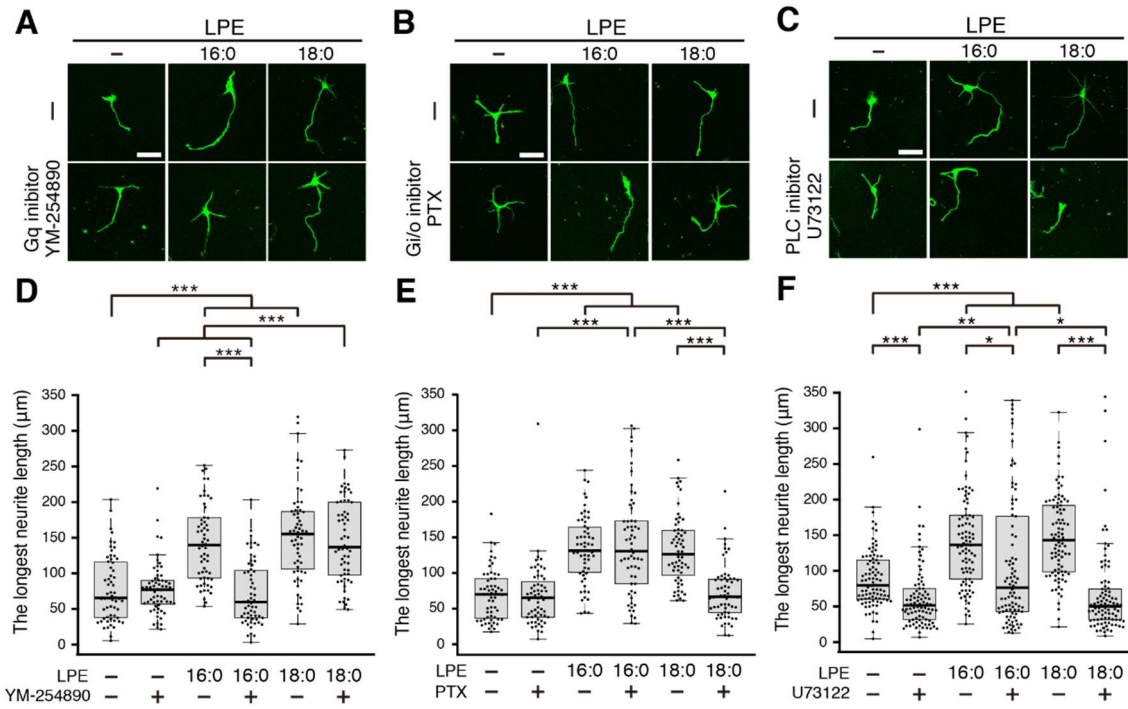 A
LPE
– 16:0 18:0
–
Gq inibitor
YM-254890
B
LPE
– 16:0 18:0
–
Gi/o inibitor
PTX
C
LPE
– 16:0 18:0
–
PLC inibitor
U73122
D
***
***
***
The longest neurite length (μm)
350
300
250
200
150
100
50
0
LPE – – 16:0 16:0 18:0 18:0
YM-254890 – + – + – +
E
***
*** ***
***
The longest neurite length (μm)
350
300
250
200
150
100
50
0
LPE – – 16:0 16:0 18:0 18:0
PTX – + – + – +
F
***
** *
*** * ***
The longest neurite length (μm)
350
300
250
200
150
100
50
0
LPE – – 16:0 16:0 18:0 18:0
U73122 – + – + – +